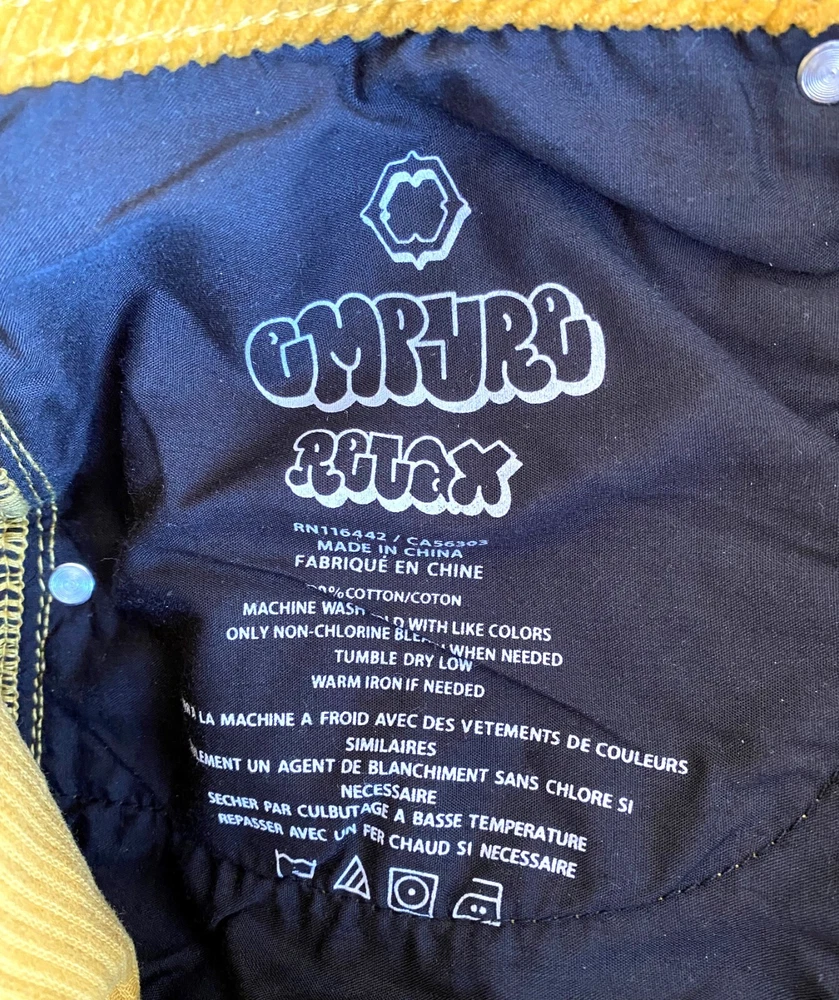 EMPYRE
RELAX
RN116442 / CA56303
MADE IN CHINA
FABRIQUÉ EN CHINE
COTTON/COTON
MACHINE WASH WITH LIKE COLORS
ONLY NON-CHLORINE WHEN NEEDED
TUMBLE DRY LOW
WARM IRON IF NEEDED
LA MACHINE A FROID AVEC DES VETEMENTS DE COULEURS
SIMILAIRES
UN AGENT DE BLANCHIMENT SANS CHLORE SI
NECESSAIRE
SECHER PAR CULBUTAGE A BASSE TEMPERATURE
REPASSER AVEC UN FER CHAUD SI NECESSAIRE